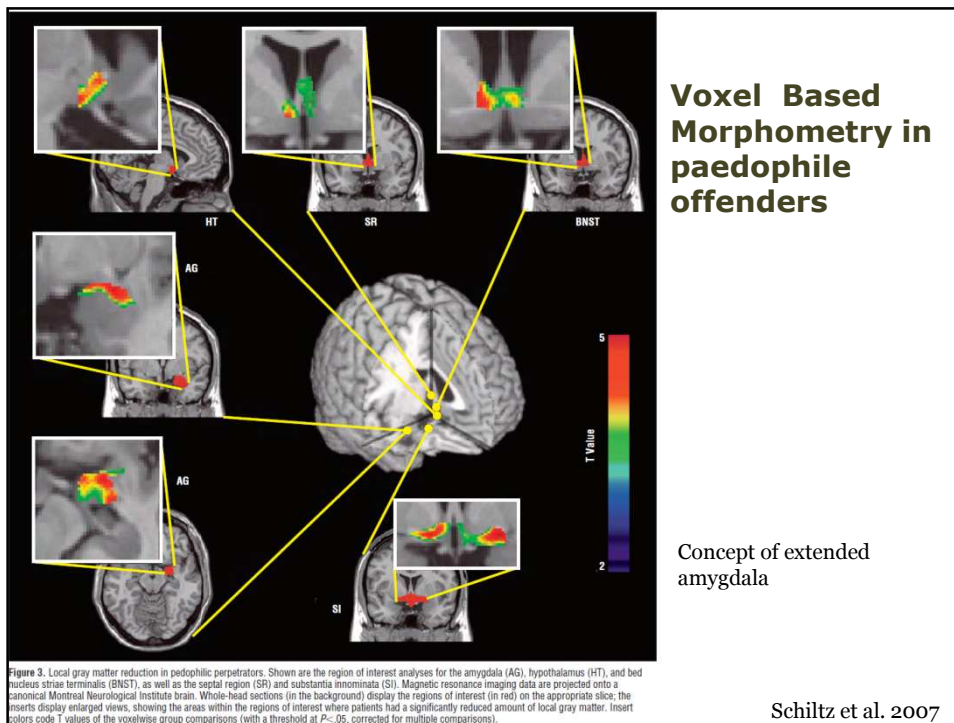 Voxel Based
Morphometry in
paedophile
offenders
HT
SR
BNST
AG
AG
SI
5
T Value
2
Concept of extended
amygdala
Figure 3. Local gray matter reduction in pedophilic perpetrators. Shown are the region of interest analyses for the amygdala (AG), hypothalamus (HT), and bed
nucleus striae terminalis (BNST), as well as the septal region (SR) and substantia innominata (SI). Magnetic resonance imaging data are projected onto a
canonical Montreal Neurological Institute brain. Whole-head sections (in the background) display the regions of interest (in red) on the appropriate slice; the
inserts display enlarged views, showing the areas within the regions of interest where patients had a significantly reduced amount of local gray matter. Insert
colors code T values of the voxelwise group comparisons (with a threshold at P<.05, corrected for multiple comparisons).
Schiltz et al. 2007